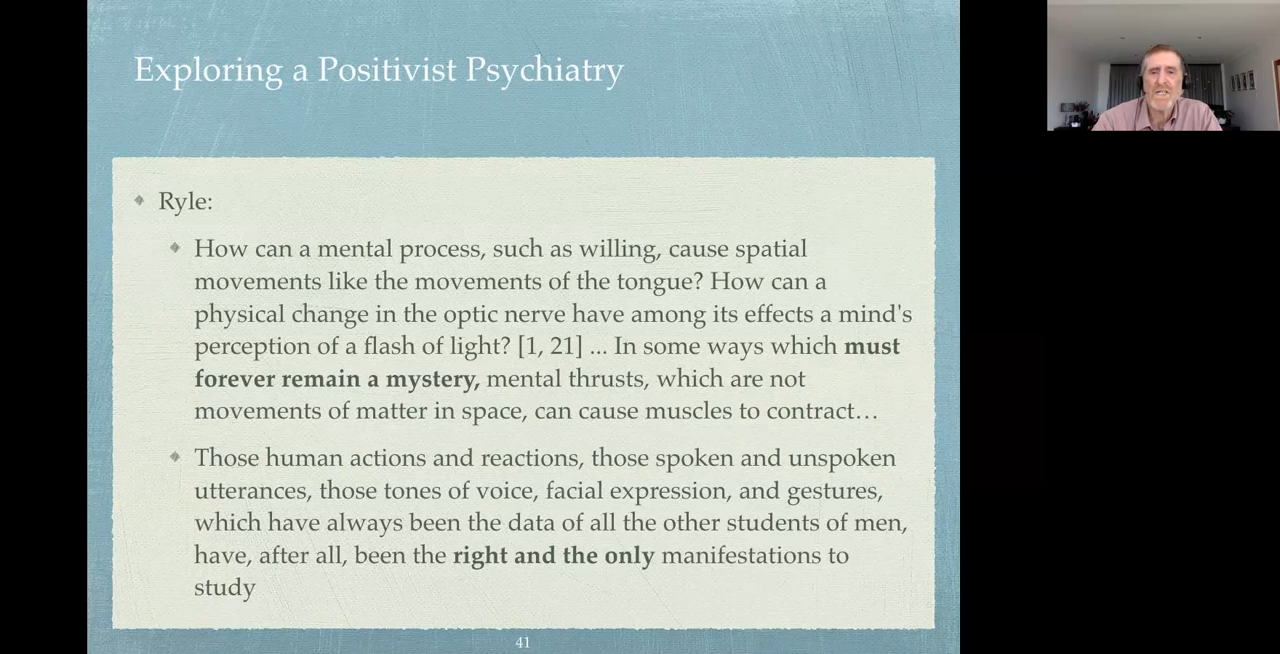 Exploring a Positivist Psychiatry
Ryle:
How can a mental process, such as willing, cause spatial
movements like the movements of the tongue? How can a
physical change in the optic nerve have among its effects a mind's
perception of a flash of light? [1, 21] ... In some ways which must
forever remain a mystery, mental thrusts, which are not
movements of matter in space, can cause muscles to contract…
Those human actions and reactions, those spoken and unspoken
utterances, those tones of voice, facial expression, and gestures,
which have always been the data of all the other students of men,
have, after all, been the right and the only manifestations to
study
41